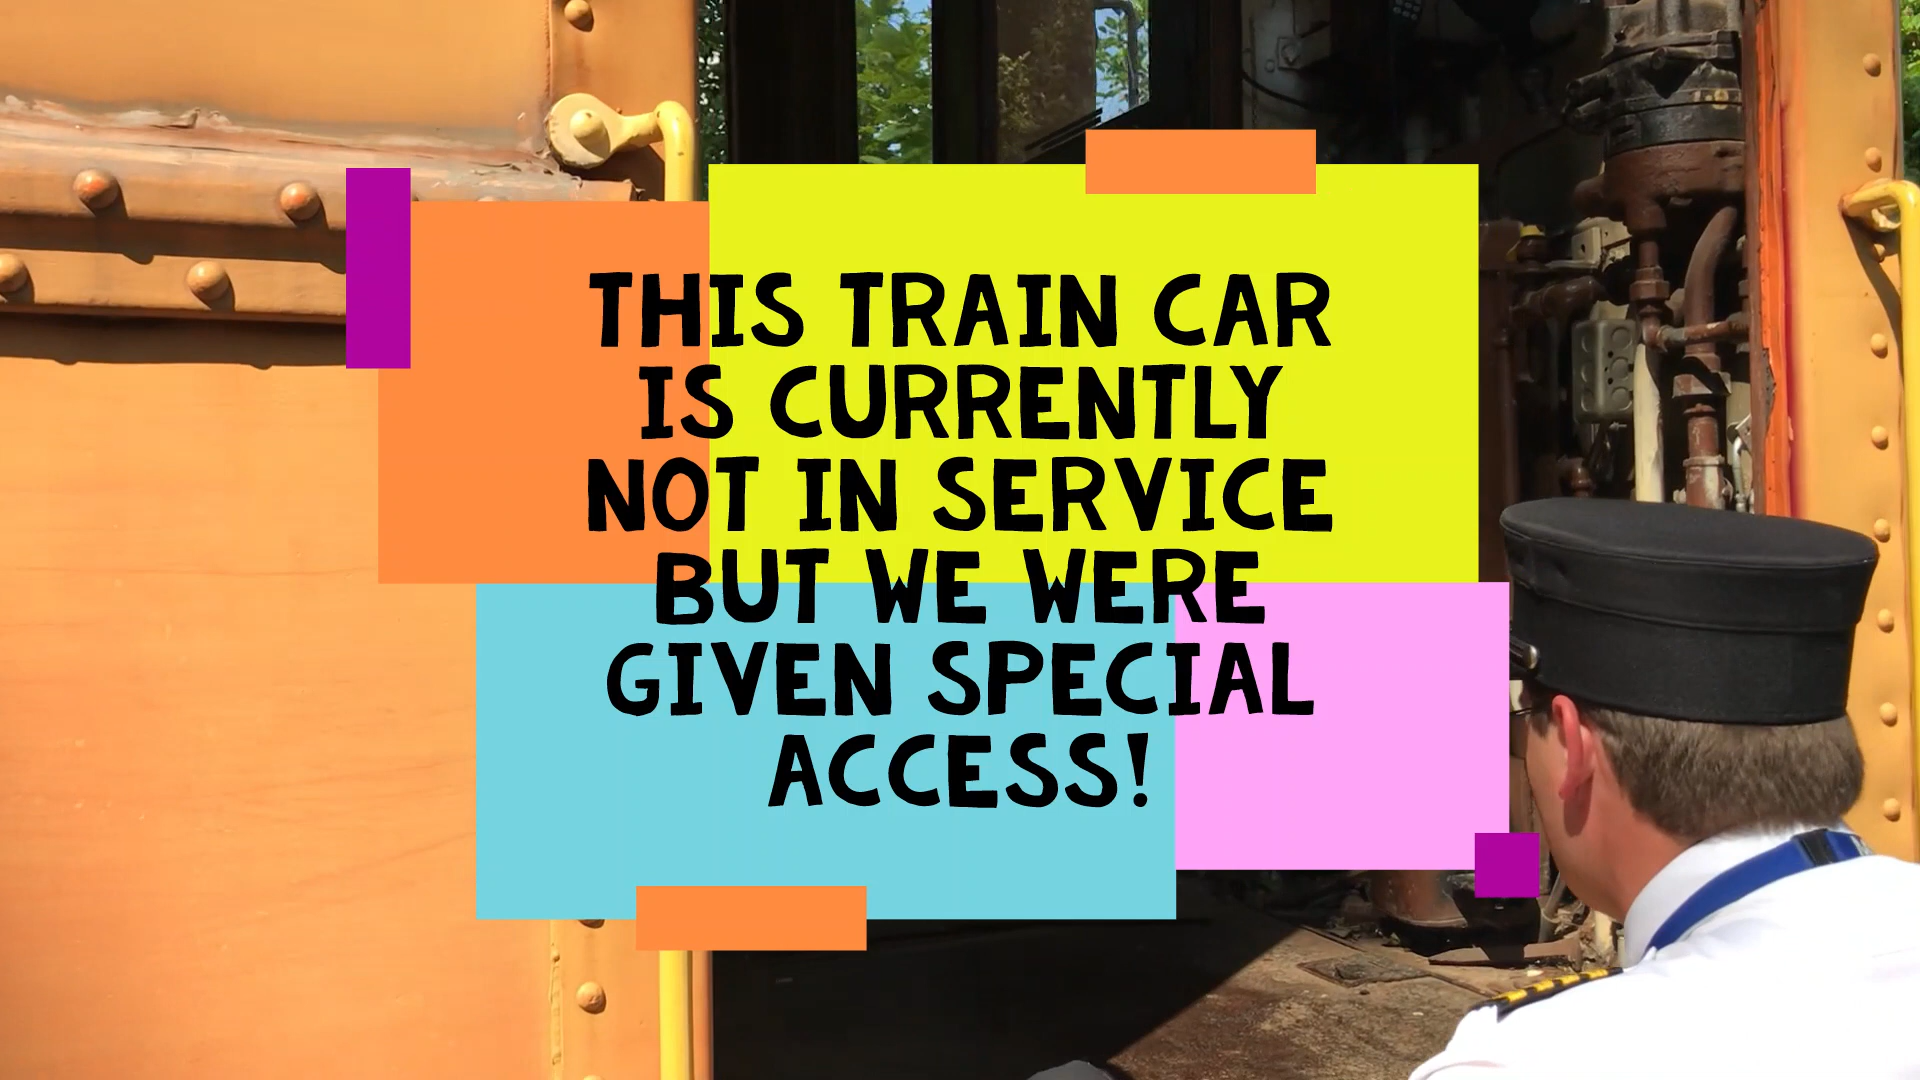 THIS TRAIN CAR
IS CURRENTLY
NOT IN SERVICE
BUT WE WERE
GIVEN SPECIAL
ACCESS!